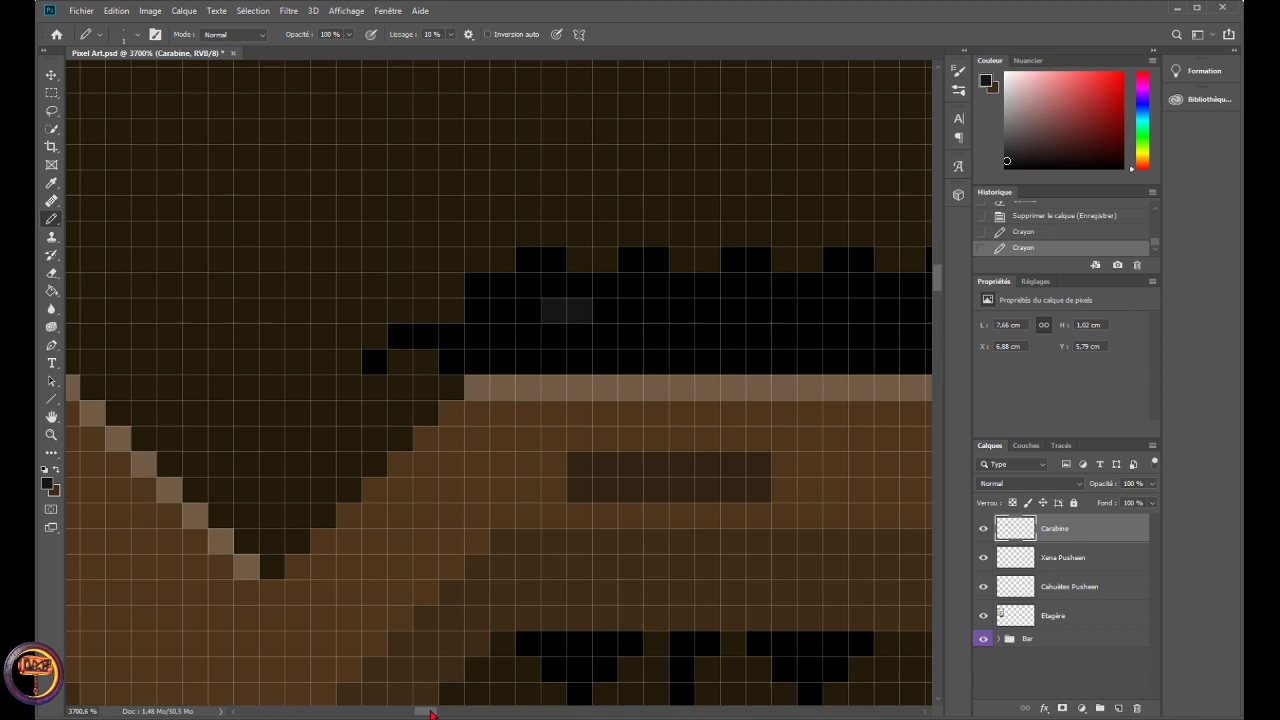 Fichier Edition Image Calque Texte Sélection Filtre 3D Affichage Fenêtre Aide
1 Mode : Normal Opacité : 100 % Lissage : 10 % Inversion auto
Pixel Art.psd @ 3700% (Carabine, RVB/8) * ×
Couleur Nuancier
Formation
Bibliothèqu...
Historique
Supprimer le calque (Enregistrer)
Crayon
Crayon
Propriétés Réglages
Propriétés du calque de pixels
L : 7,66 cm H : 1,02 cm
X : 6,88 cm Y : 5,79 cm
Calques Couches Tracés
Type
Normal Opacité : 100 %
Verrou : Fond : 100 %
Carabine
Xena Pusheen
Cahuètes Pusheen
Etagère
Bar
3700,6 % Doc : 1,48 Mo/50,5 Mo